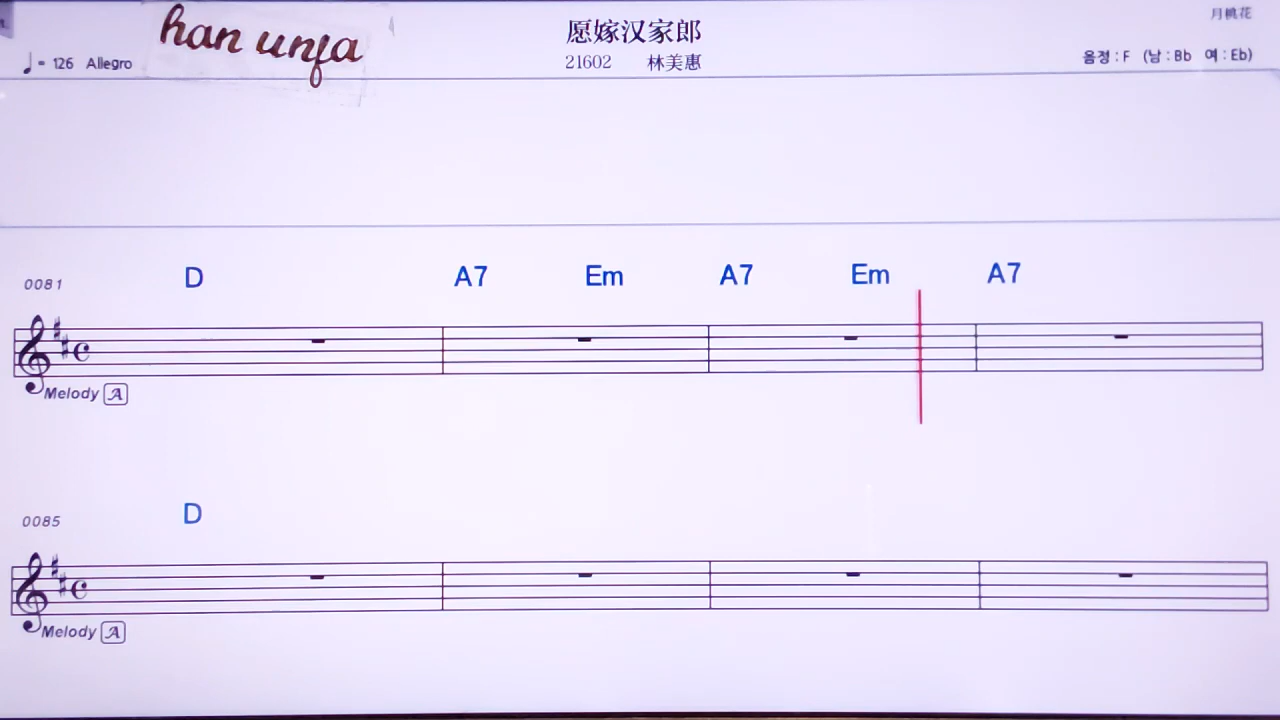 han unfa
愿嫁汉家郎
月桃花
♩ = 126 Allegro
21602 林美惠
음정 : F (남 : Bb 여 : Eb)
0081 D A7 Em A7 Em A7
Melody A
0085 D
Melody A